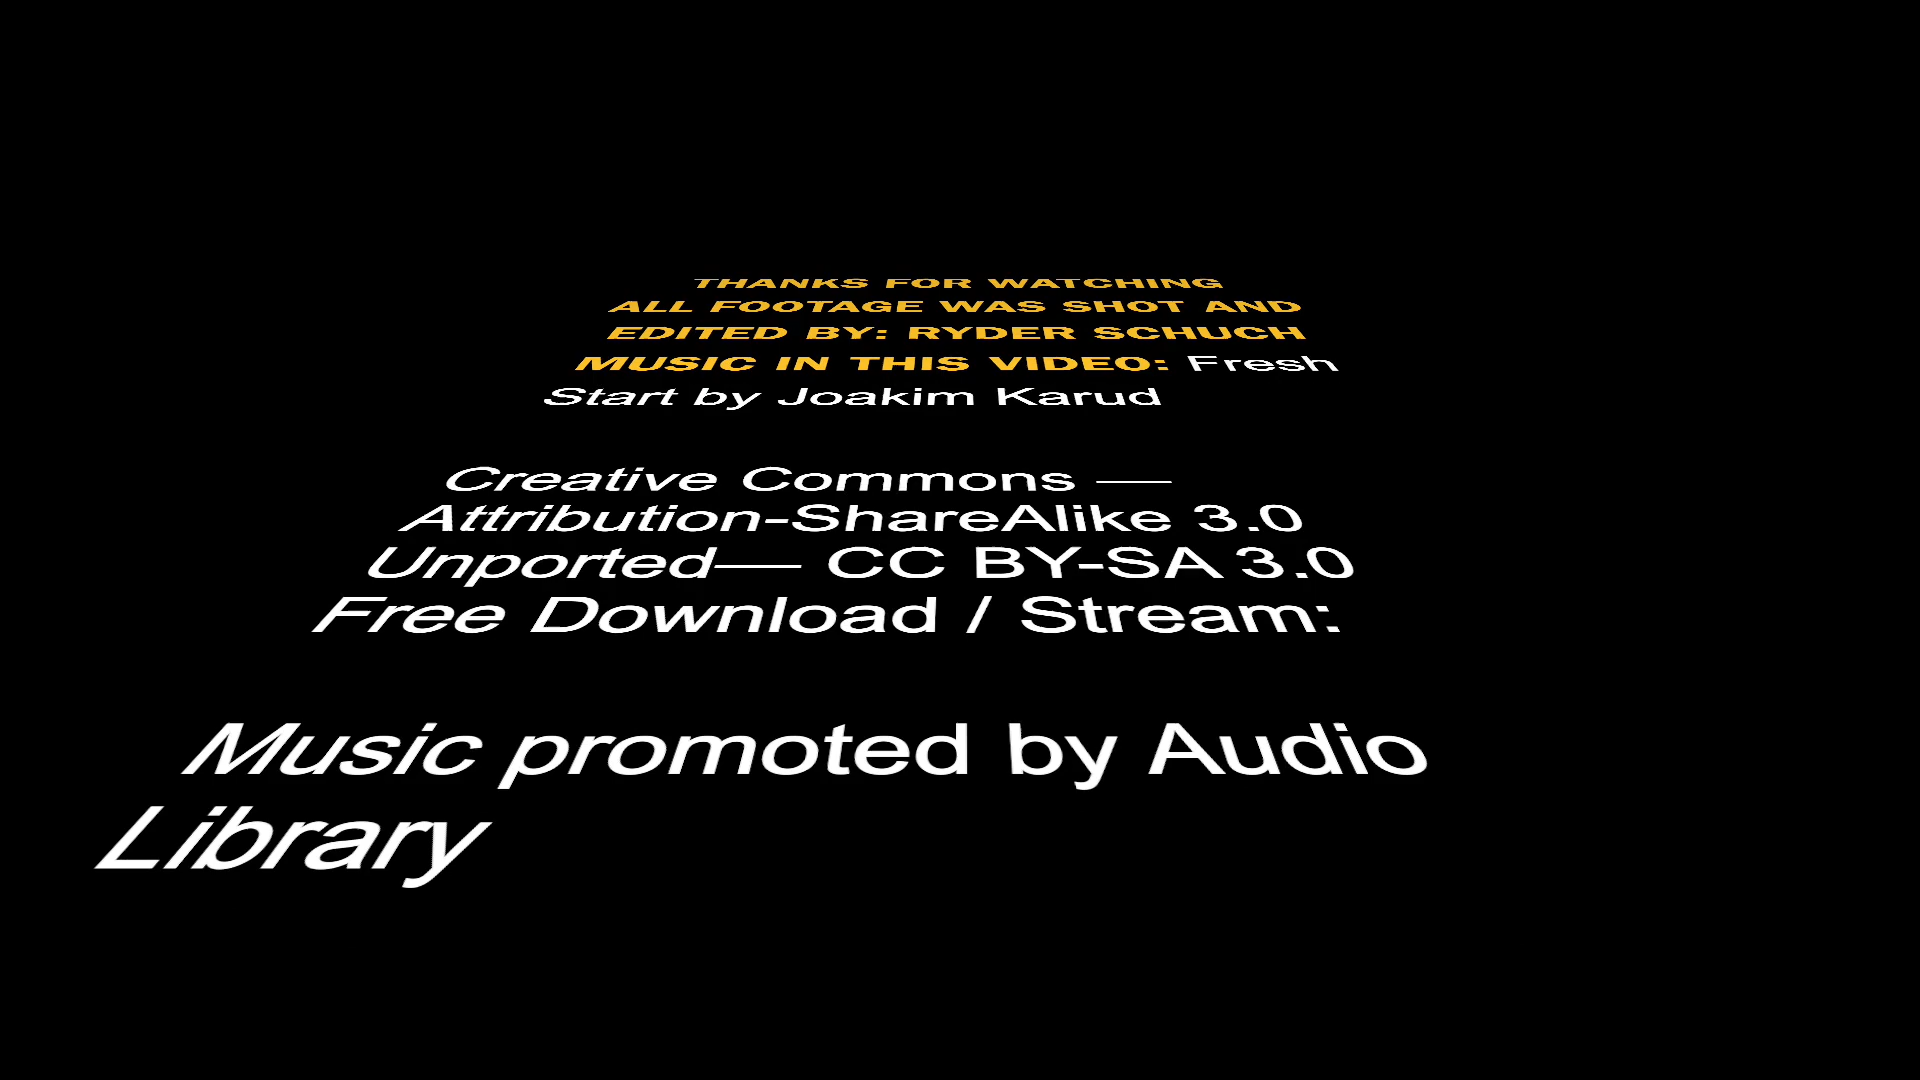 THANKS FOR WATCHING
ALL FOOTAGE WAS SHOT AND
EDITED BY: RYDER SCHUCH
MUSIC IN THIS VIDEO: Fresh
Start by Joakim Karud
Creative Commons —
Attribution-ShareAlike 3.0
Unported— CC BY-SA 3.0
Free Download / Stream:
Music promoted by Audio
Library